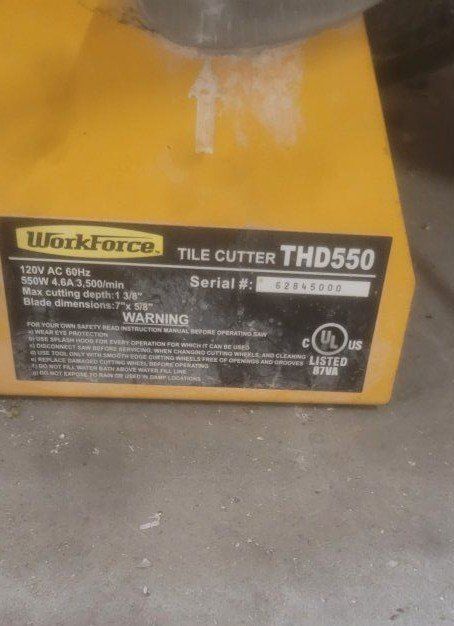 WORKFORCE™
TILE CUTTER THD550
120V AC 60Hz
550W 4.6A 3,500/min
Max cutting depth:1 3/8"
Blade dimensions:7"x 5/8"
Serial #: 62845000
WARNING
FOR YOUR OWN SAFETY READ INSTRUCTION MANUAL BEFORE OPERATING SAW
a) WEAR EYE PROTECTION
b) USE SPLASH HOOD FOR EVERY OPERATION FOR WHICH IT CAN BE USED
c) DISCONNECT SAW BEFORE SERVICING, WHEN CHANGING CUTTING WHEELS, AND CLEANING
d) USE TOOL ONLY WITH SMOOTH EDGE CUTTING WHEELS FREE OF OPENINGS AND GROOVES
e) REPLACE DAMAGED CUTTING WHEEL BEFORE OPERATING
f) DO NOT FILL WATER BATH ABOVE WATER FILL LINE
g) DO NOT EXPOSE TO RAIN OR USED IN DAMP LOCATIONS
C UL US
LISTED
87VA